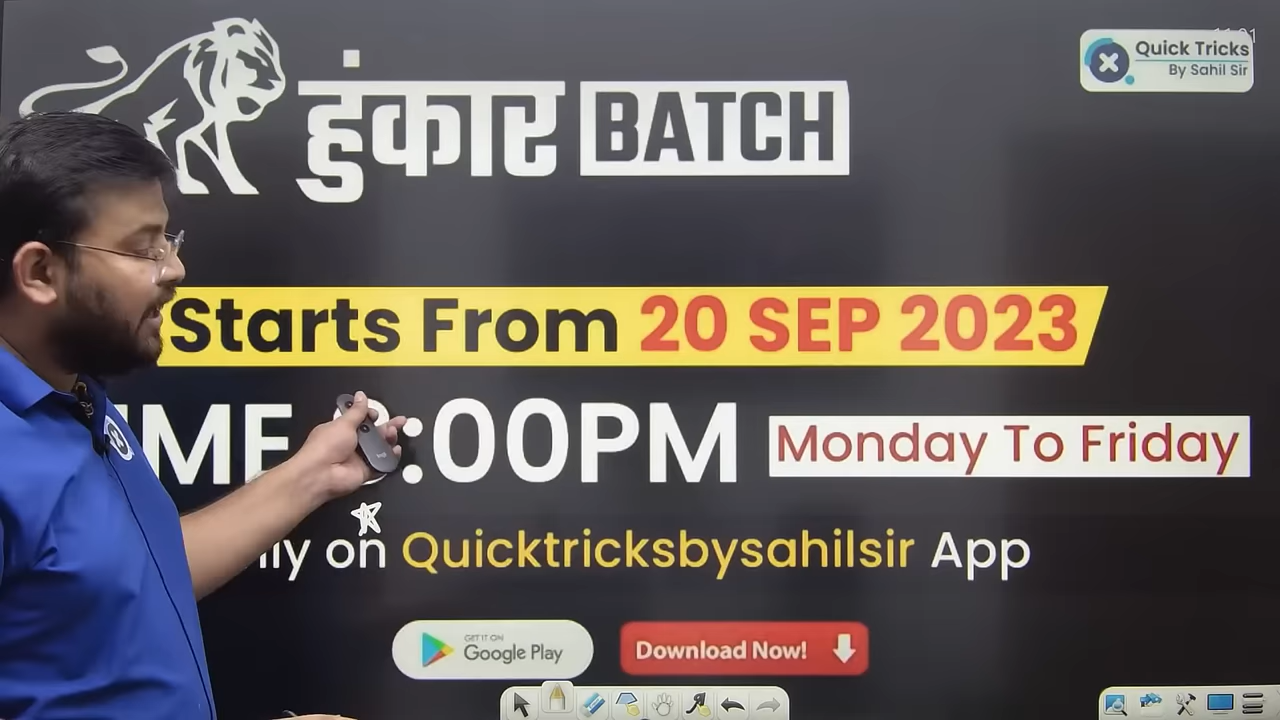 Quick Tricks
By Sahil Sir
हुंकार BATCH
Starts From 20 SEP 2023
:00PM Monday To Friday
on Quicktricksbysahilsir App
GET IT ON
Google Play
Download Now!